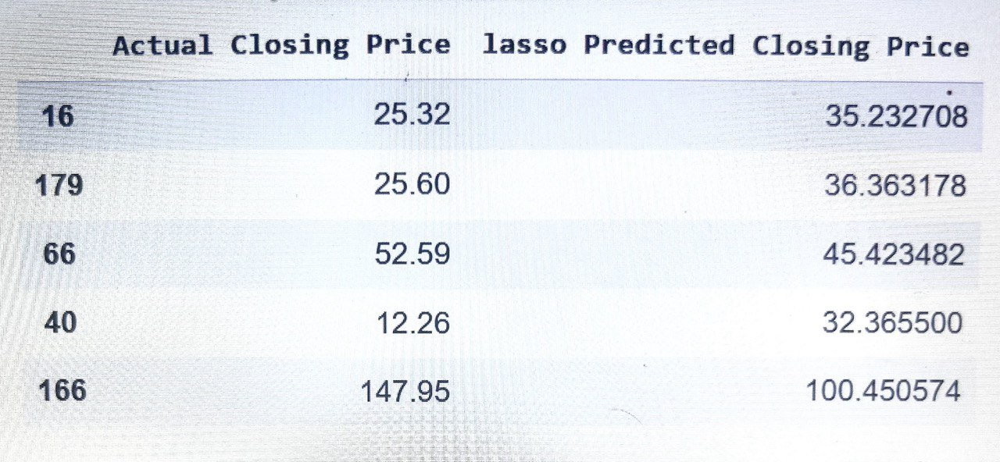 Actual Closing Price lasso Predicted Closing Price
16 25.32 35.232708
179 25.60 36.363178
66 52.59 45.423482
40 12.26 32.365500
166 147.95 100.450574